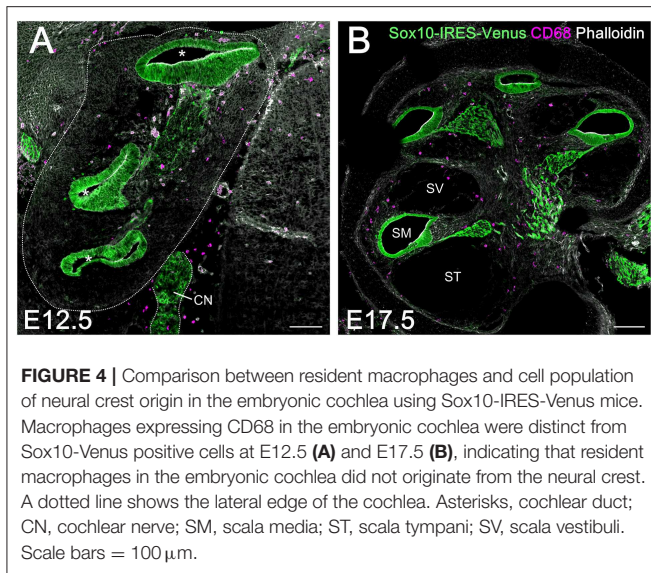 A
B
Sox10-IRES-Venus CD68 Phalloidin
SV
SM
ST
CN
*
*
*
E12.5
E17.5
FIGURE 4 | Comparison between resident macrophages and cell population
of neural crest origin in the embryonic cochlea using Sox10-IRES-Venus mice.
Macrophages expressing CD68 in the embryonic cochlea were distinct from
Sox10-Venus positive cells at E12.5 (A) and E17.5 (B), indicating that resident
macrophages in the embryonic cochlea did not originate from the neural crest.
A dotted line shows the lateral edge of the cochlea. Asterisks, cochlear duct;
CN, cochlear nerve; SM, scala media; ST, scala tympani; SV, scala vestibuli.
Scale bars = 100 μm.